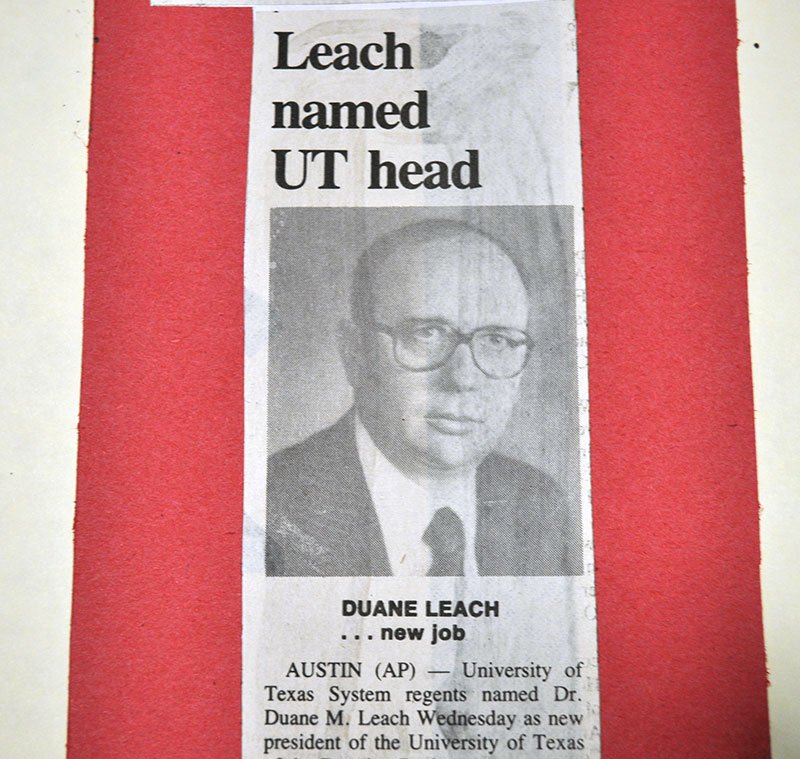 Leach
named
UT head
DUANE LEACH
. . . new job
AUSTIN (AP) — University of
Texas System regents named Dr.
Duane M. Leach Wednesday as new
president of the University of Texas